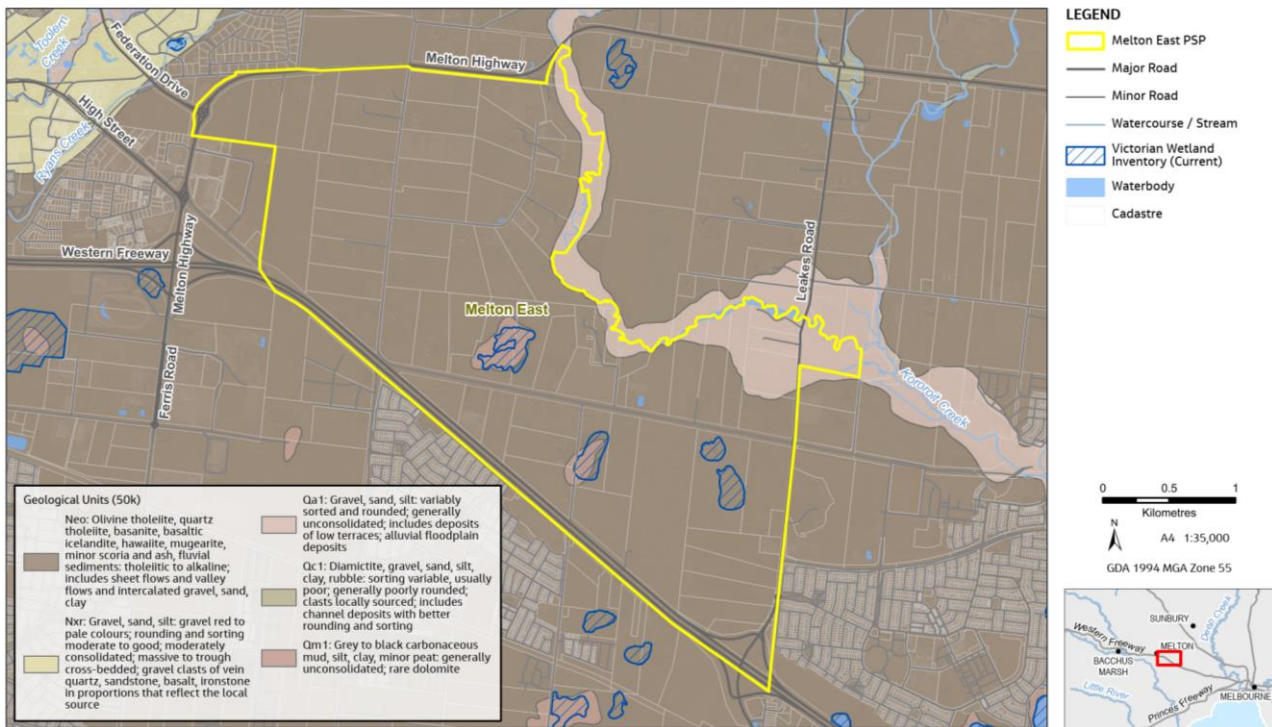 Toolern Creek
Federation Drive
High Street
Ryans Creek
Melton Highway
Western Freeway
Melton Highway
Ferris Road
Melton East
Leakes Road
Kororoit Creek
Geological Units (50k)
Neo: Olivine tholeiite, quartz
tholeiite, basanite, basaltic
icelandite, hawaiite, mugearite,
minor scoria and ash, fluvial
sediments: tholeiitic to alkaline;
includes sheet flows and valley
flows and intercalated gravel, sand,
clay
Nxr: Gravel, sand, silt: gravel red to
pale colours; rounding and sorting
moderate to good; moderately
consolidated; massive to trough
cross-bedded; gravel clasts of vein
quartz, sandstone, basalt, ironstone
in proportions that reflect the local
source
Qa1: Gravel, sand, silt: variably
sorted and rounded; generally
unconsolidated; includes deposits
of low terraces; alluvial floodplain
deposits
Qc1: Diamictite, gravel, sand, silt,
clay, rubble: sorting variable, usually
poor; generally poorly rounded;
clasts locally sourced; includes
channel deposits with better
rounding and sorting
Qm1: Grey to black carbonaceous
mud, silt, clay, minor peat: generally
unconsolidated; rare dolomite
LEGEND
Melton East PSP
Major Road
Minor Road
Watercourse / Stream
Victorian Wetland
Inventory (Current)
Waterbody
Cadastre
0 0.5 1
Kilometres
N
A4 1:35,000
GDA 1994 MGA Zone 55
SUNBURY
Deep Creek
Western Freeway
MELTON
BACCHUS
MARSH
Little River
Princes Freeway
MELBOURNE